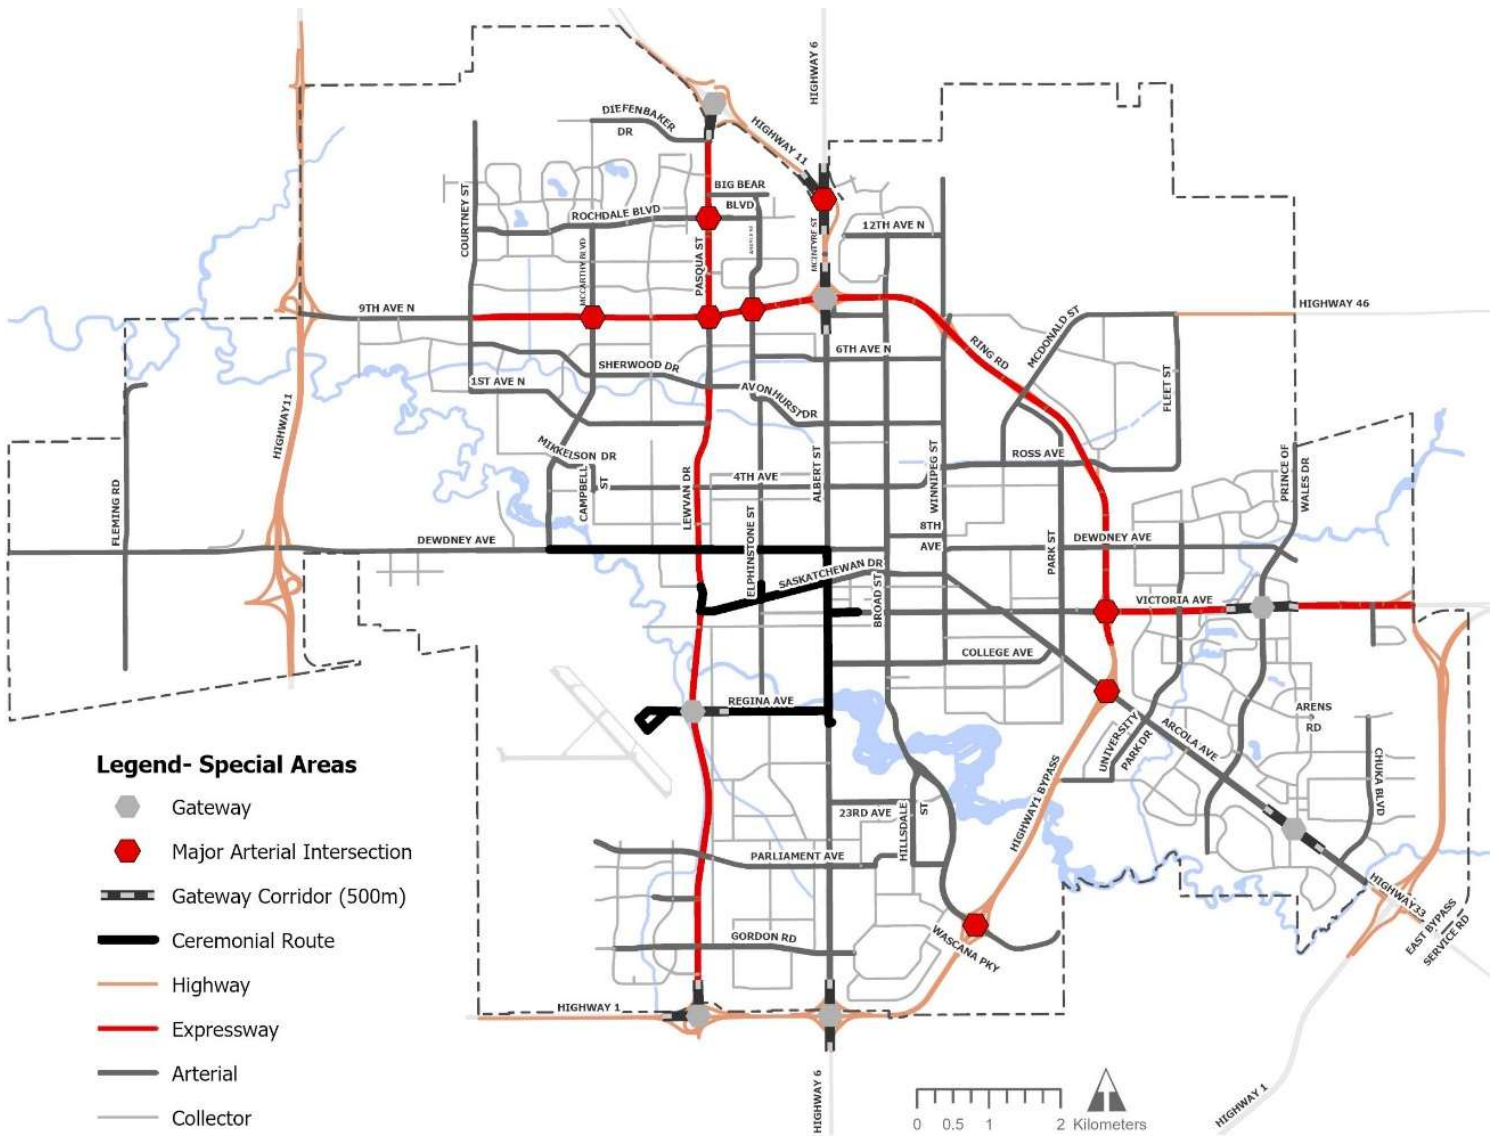 HIGHWAY 6
DIEFENBAKER
DR
HIGHWAY 11
BIG BEAR
BLVD
COURTNEY ST
ROCHDALE BLVD
12TH AVE N
MCINTYRE ST
PASQUA ST
MCCARTHY BLVD
9TH AVE N
HIGHWAY 46
RING RD
MCDONALD ST
6TH AVE N
SHERWOOD DR
1ST AVE N
AVONHURST DR
FLEET ST
HIGHWAY11
MIKKELSON DR
ROSS AVE
CAMPBELL
ST
4TH AVE
LEWVAN DR
ALBERT ST
WINNIPEG ST
PRINCE OF
WALES DR
FLEMING RD
ELPHINSTONE ST
8TH
AVE
DEWDNEY AVE
DEWDNEY AVE
PARK ST
SASKATCHEWAN DR
BROAD ST
VICTORIA AVE
COLLEGE AVE
REGINA AVE
ARENS
RD
UNIVERSITY
PARK DR
ARCOLA AVE
CHUKA BLVD
HIGHWAY1 BYPASS
23RD AVE
HILLSDALE
ST
PARLIAMENT AVE
HIGHWAY33
EAST BYPASS
SERVICE RD
GORDON RD
WASCANA PKY
HIGHWAY 1
HIGHWAY 6
HIGHWAY 1
Legend- Special Areas
Gateway
Major Arterial Intersection
Gateway Corridor (500m)
Ceremonial Route
Highway
Expressway
Arterial
Collector
0 0.5 1 2 Kilometers